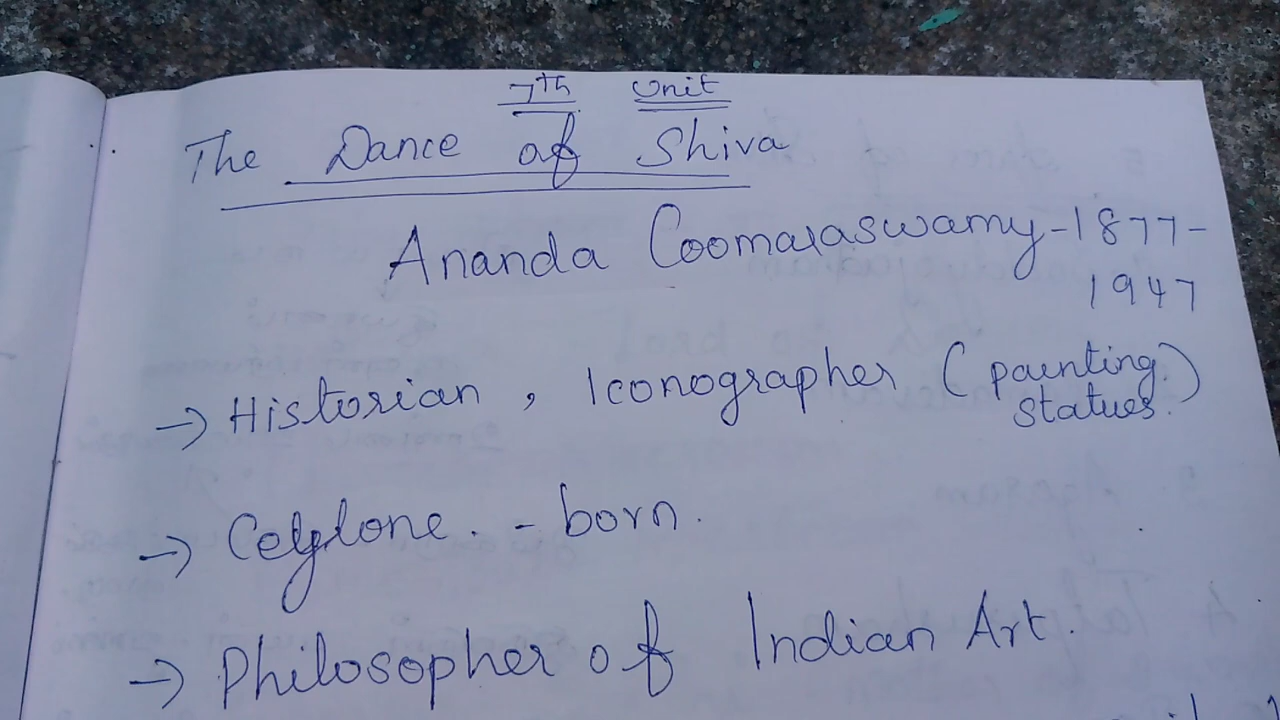 7th Unit
The Dance of Shiva
Ananda Coomaraswamy-1877-
1947
→ Historian, Iconographer (painting
statues.)
→ Ceylone. - born.
→ Philosopher of Indian Art.